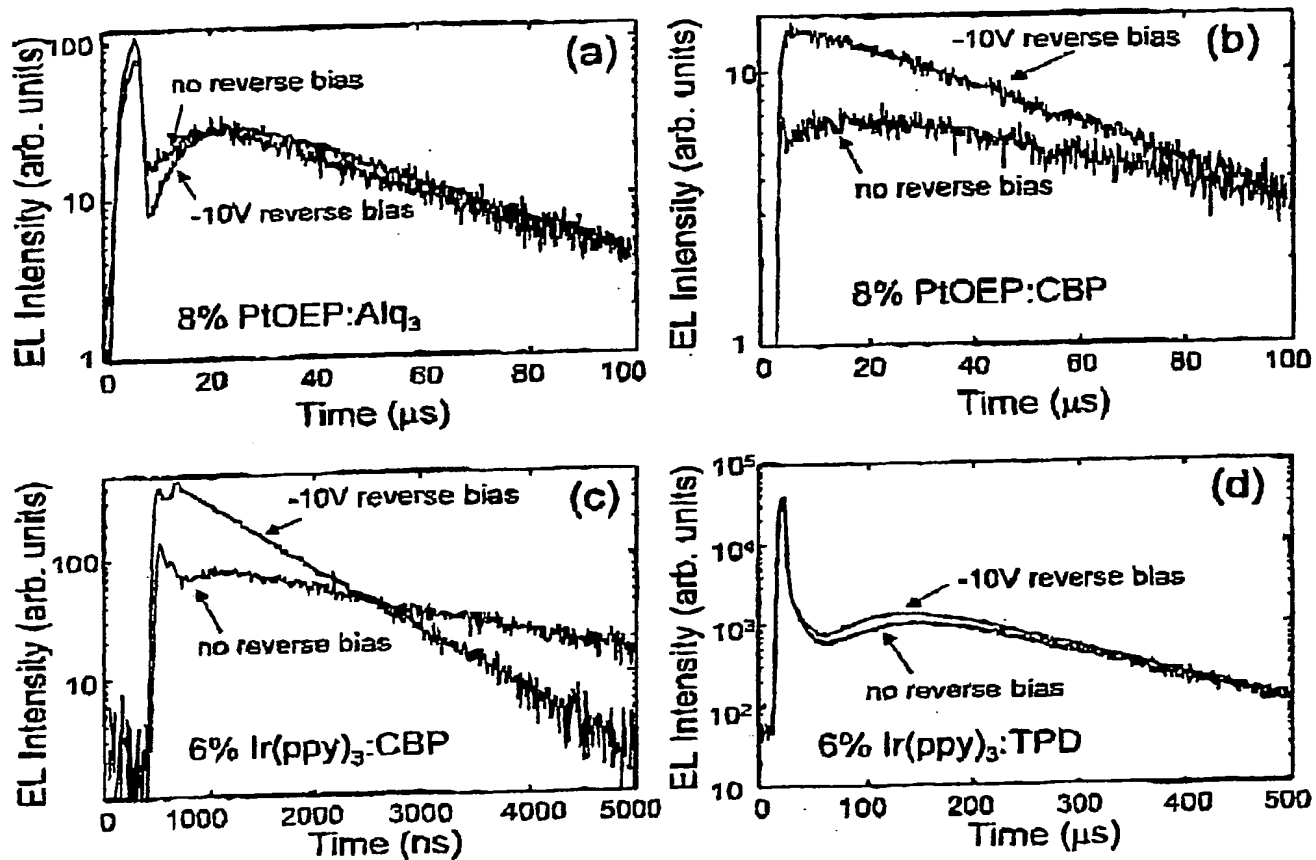 (a)
EL Intensity (arb. units)
100
10
1
no reverse bias
-10V reverse bias
8% PtOEP:Alq₃
0 20 40 60 80 100
Time (μs)
(b)
EL Intensity (arb. units)
10
1
-10V reverse bias
no reverse bias
8% PtOEP:CBP
0 20 40 60 80 100
Time (μs)
(c)
EL Intensity (arb. units)
100
10
-10V reverse bias
no reverse bias
6% Ir(ppy)₃:CBP
0 1000 2000 3000 4000 5000
Time (ns)
(d)
EL Intensity (arb. units)
10⁵
10⁴
10³
10²
10
-10V reverse bias
no reverse bias
6% Ir(ppy)₃:TPD
0 100 200 300 400 500
Time (μs)